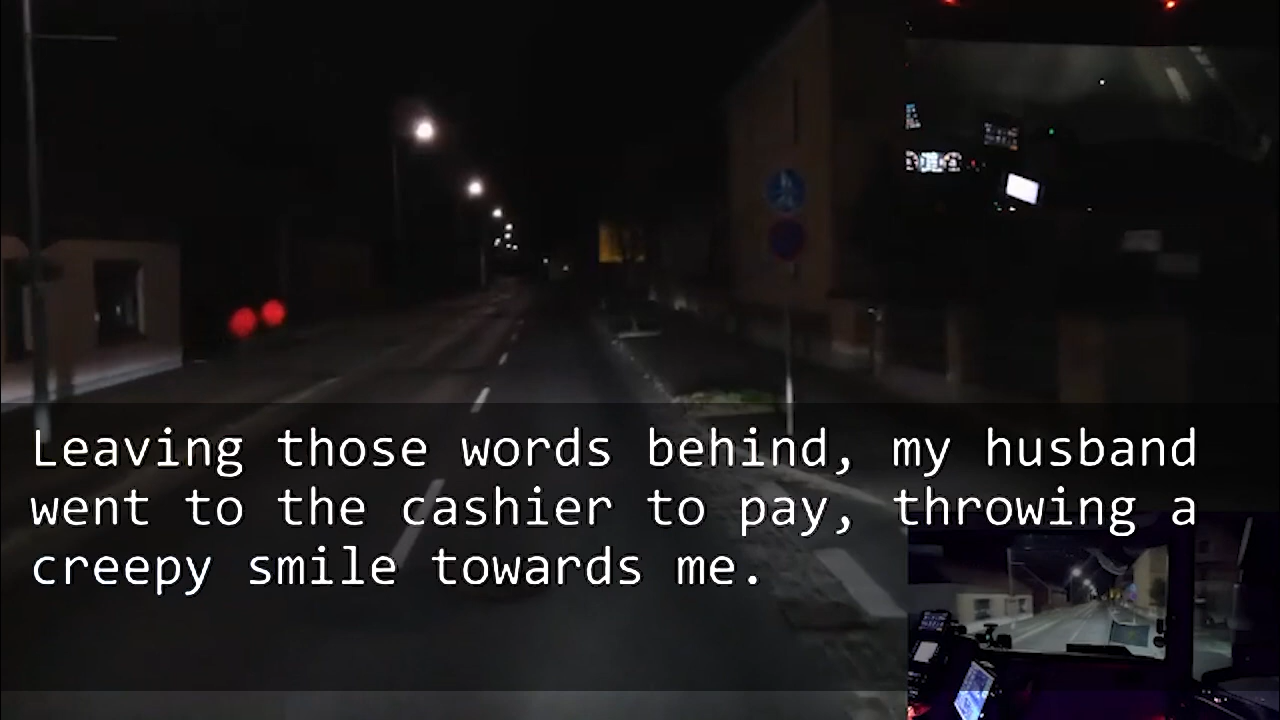 Leaving those words behind, my husband
went to the cashier to pay, throwing a
creepy smile towards me.